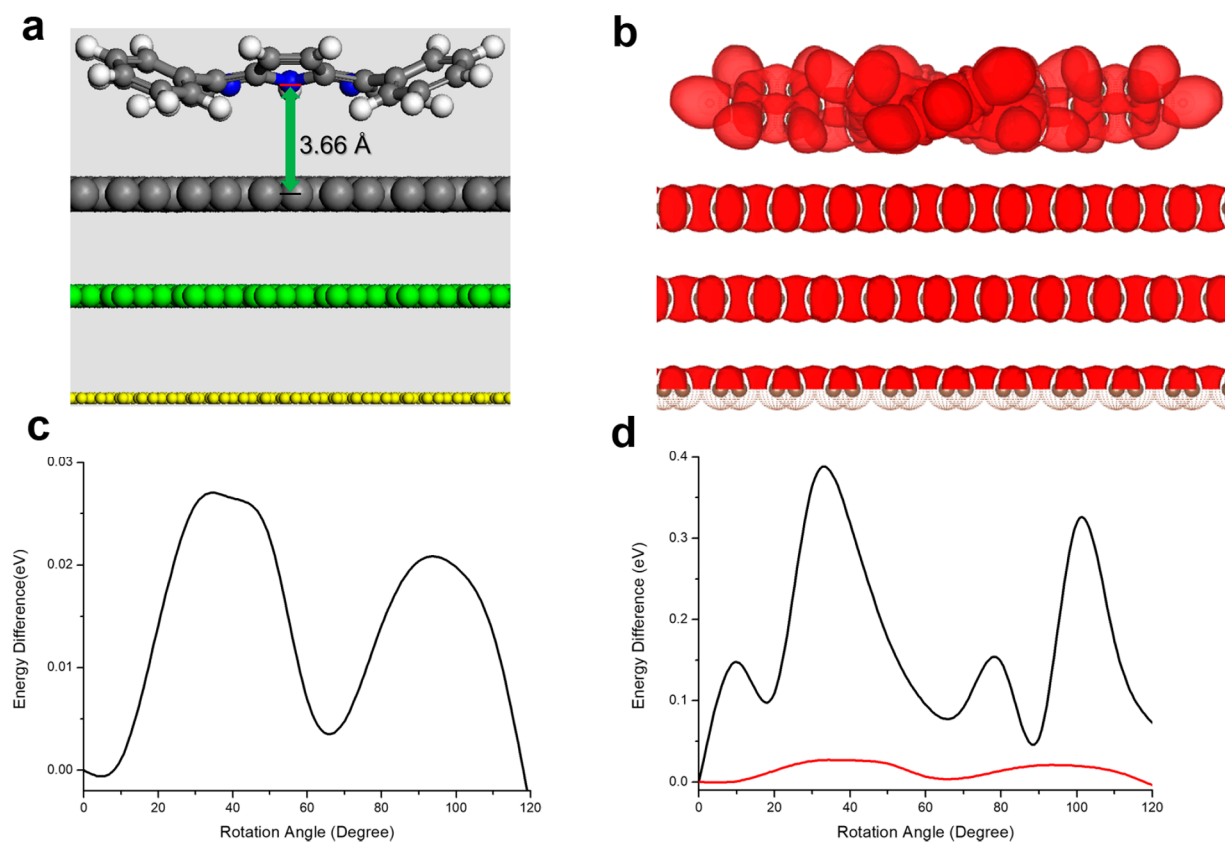 a
b
3.66 Å
c
d
0.03
0.02
0.01
0.00
Energy Difference(eV)
0 20 40 60 80 100 120
Rotation Angle (Degree)
0.4
0.3
0.2
0.1
0.0
Energy Difference (eV)
0 20 40 60 80 100 120
Rotation Angle (Degree)